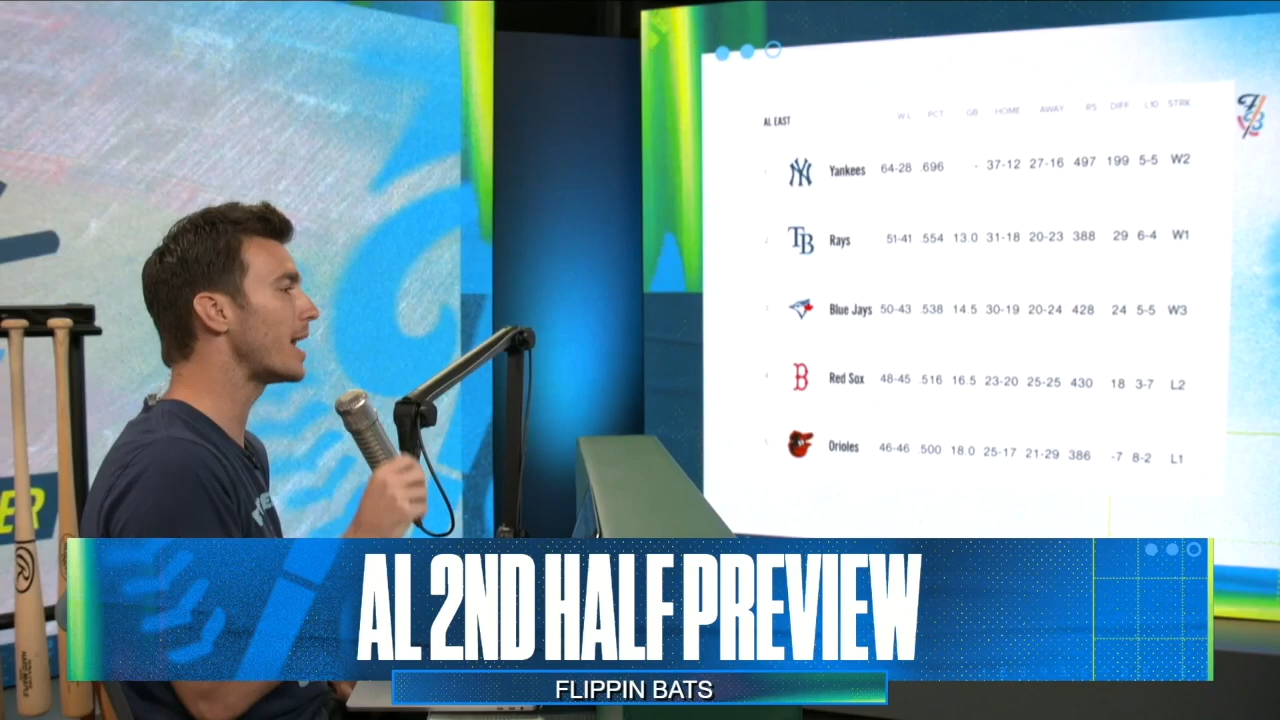 AL EAST W-L PCT GB HOME AWAY RS DIFF L10 STRK
Yankees 64-28 .696 - 37-12 27-16 497 199 5-5 W2
Rays 51-41 .554 13.0 31-18 20-23 388 29 6-4 W1
Blue Jays 50-43 .538 14.5 30-19 20-24 428 24 5-5 W3
Red Sox 48-45 .516 16.5 23-20 25-25 430 18 3-7 L2
Orioles 46-46 .500 18.0 25-17 21-29 386 -7 8-2 L1
ER
AL 2ND HALF PREVIEW
FLIPPIN BATS